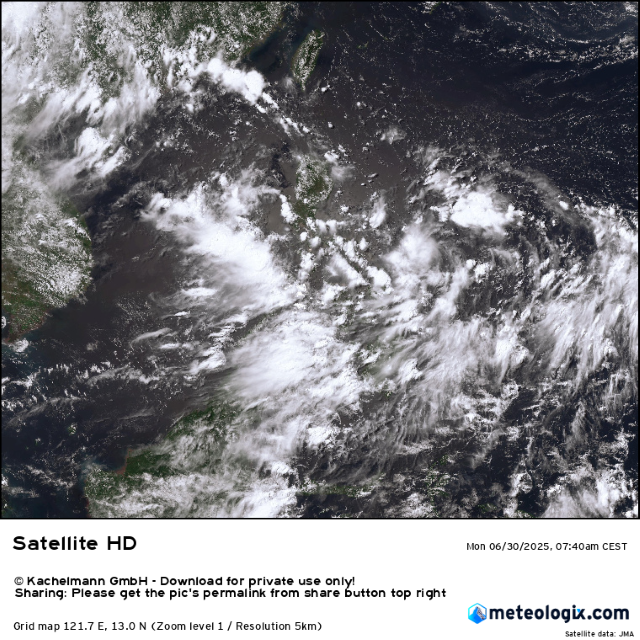 Satellite HD
Mon 06/30/2025, 07:40am CEST
© Kachelmann GmbH - Download for private use only!
Sharing: Please get the pic's permalink from share button top right
Grid map 121.7 E, 13.0 N (Zoom level 1 / Resolution 5km)
meteologix.com
Satellite data: JMA